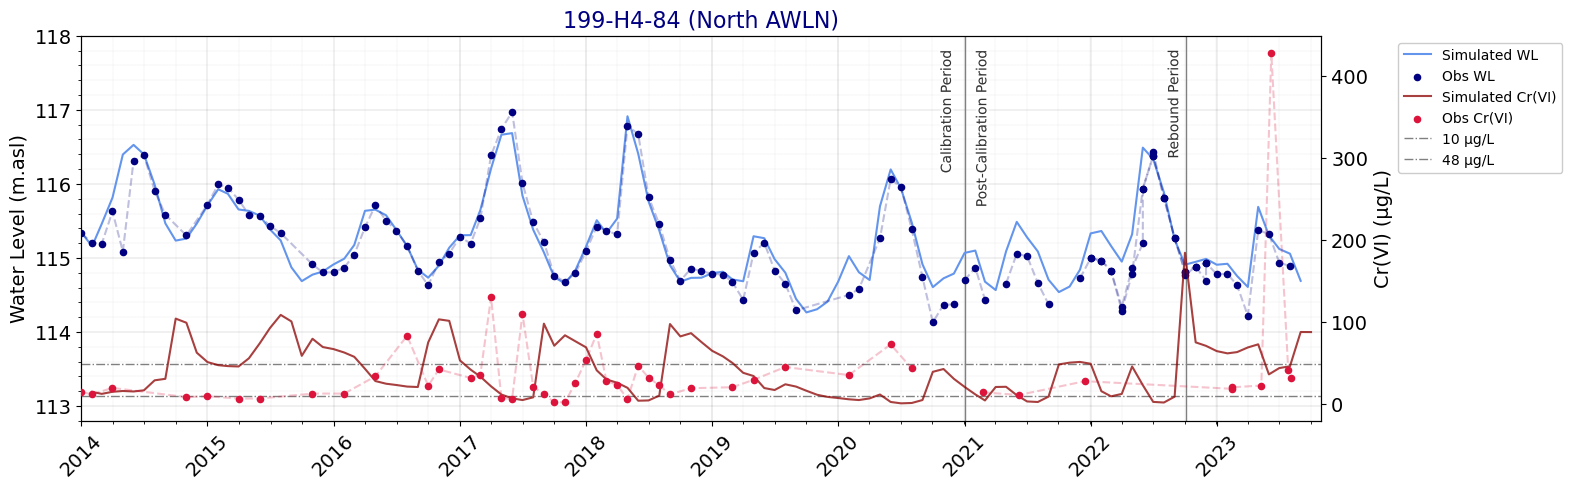 199-H4-84 (North AWLN)
118
117
116
115
114
113
Water Level (m.asl)
Calibration Period
Post-Calibration Period
Rebound Period
400
300
200
100
0
Cr(VI) (µg/L)
2014
2015
2016
2017
2018
2019
2020
2021
2022
2023
Simulated WL
Obs WL
Simulated Cr(VI)
Obs Cr(VI)
10 µg/L
48 µg/L